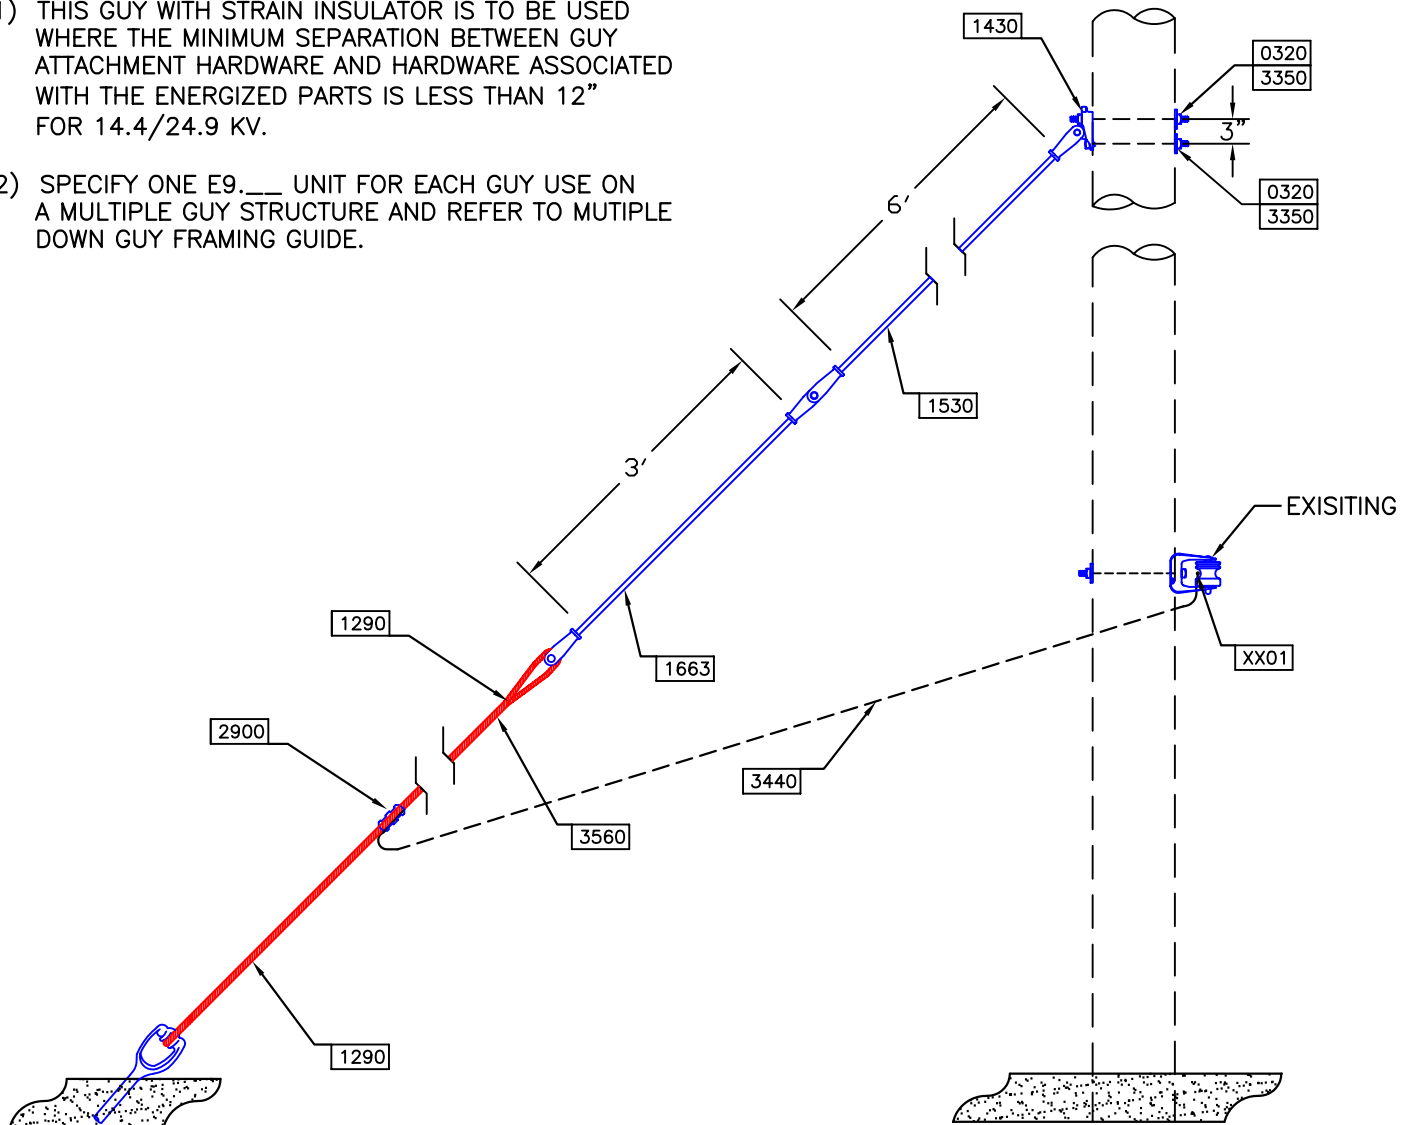 1) THIS GUY WITH STRAIN INSULATOR IS TO BE USED
WHERE THE MINIMUM SEPARATION BETWEEN GUY
ATTACHMENT HARDWARE AND HARDWARE ASSOCIATED
WITH THE ENERGIZED PARTS IS LESS THAN 12”
FOR 14.4/24.9 KV.
2) SPECIFY ONE E9.__ UNIT FOR EACH GUY USE ON
A MULTIPLE GUY STRUCTURE AND REFER TO MUTIPLE
DOWN GUY FRAMING GUIDE.
1430
0320
3350
3”
0320
3350
6’
1530
3’
EXISITING
1290
1663
XX01
2900
3440
3560
1290